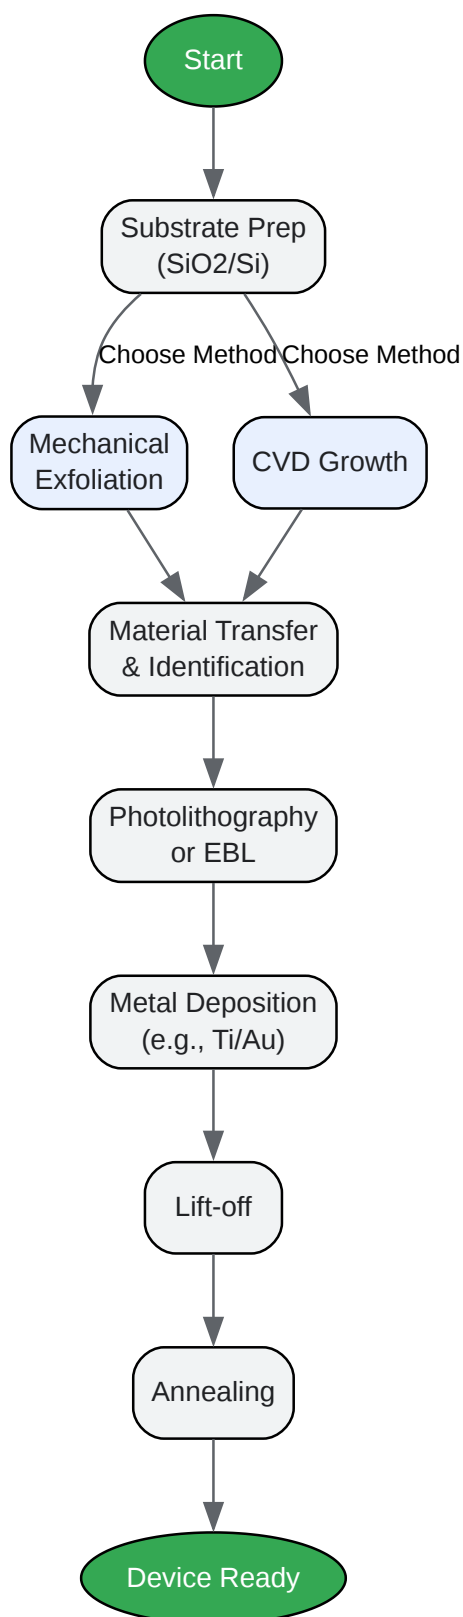 Start
Substrate Prep
(SiO2/Si)
Choose Method
Choose Method
Mechanical
Exfoliation
CVD Growth
Material Transfer
& Identification
Photolithography
or EBL
Metal Deposition
(e.g., Ti/Au)
Lift-off
Annealing
Device Ready